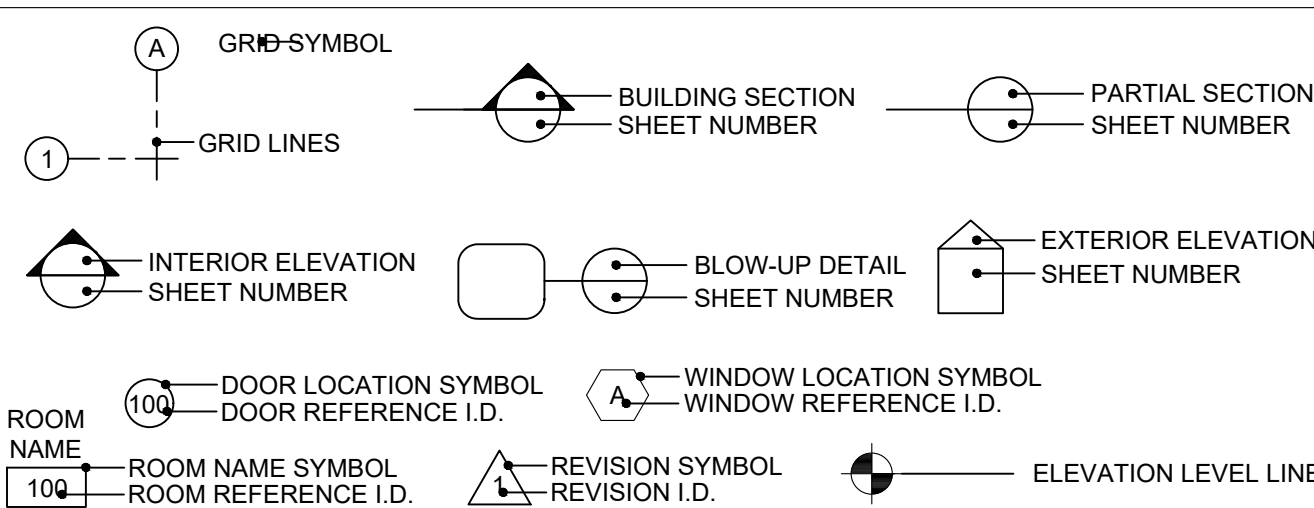 A
GRID SYMBOL
1
GRID LINES
BUILDING SECTION
SHEET NUMBER
PARTIAL SECTION
SHEET NUMBER
INTERIOR ELEVATION
SHEET NUMBER
BLOW-UP DETAIL
SHEET NUMBER
EXTERIOR ELEVATION
SHEET NUMBER
100
DOOR LOCATION SYMBOL
DOOR REFERENCE I.D.
A
WINDOW LOCATION SYMBOL
WINDOW REFERENCE I.D.
ROOM
NAME
100
ROOM NAME SYMBOL
ROOM REFERENCE I.D.
1
REVISION SYMBOL
REVISION I.D.
ELEVATION LEVEL LINE